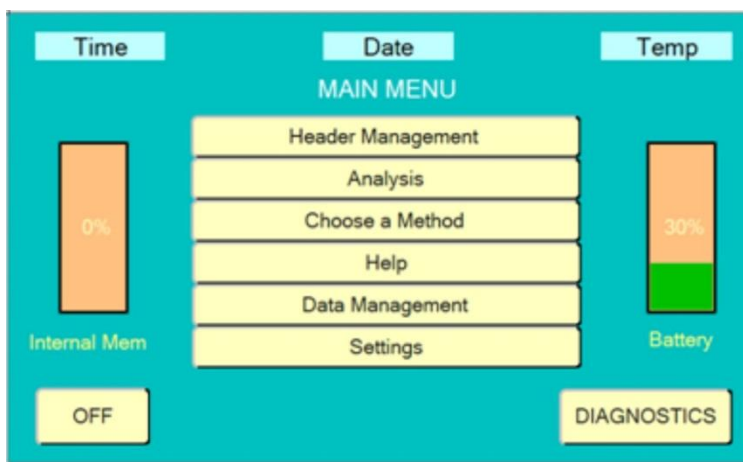 Time Date Temp
MAIN MENU
Header Management
Analysis
Choose a Method
0% 30%
Help
Data Management
Internal Mem Battery
Settings
OFF DIAGNOSTICS